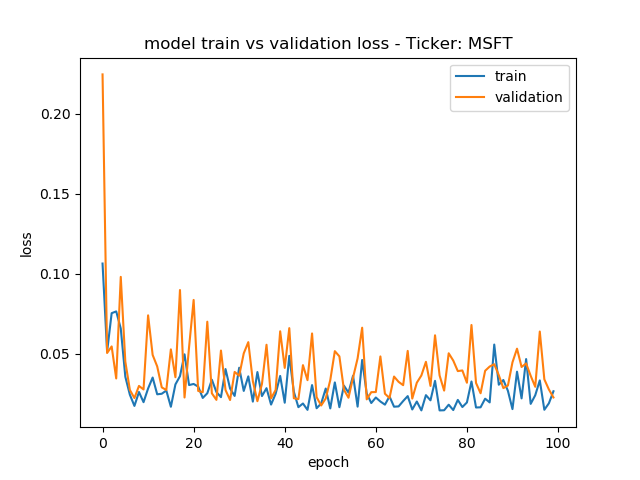 model train vs validation loss - Ticker: MSFT
train
validation
0.20
0.15
0.10
0.05
loss
0
20
40
60
80
100
epoch